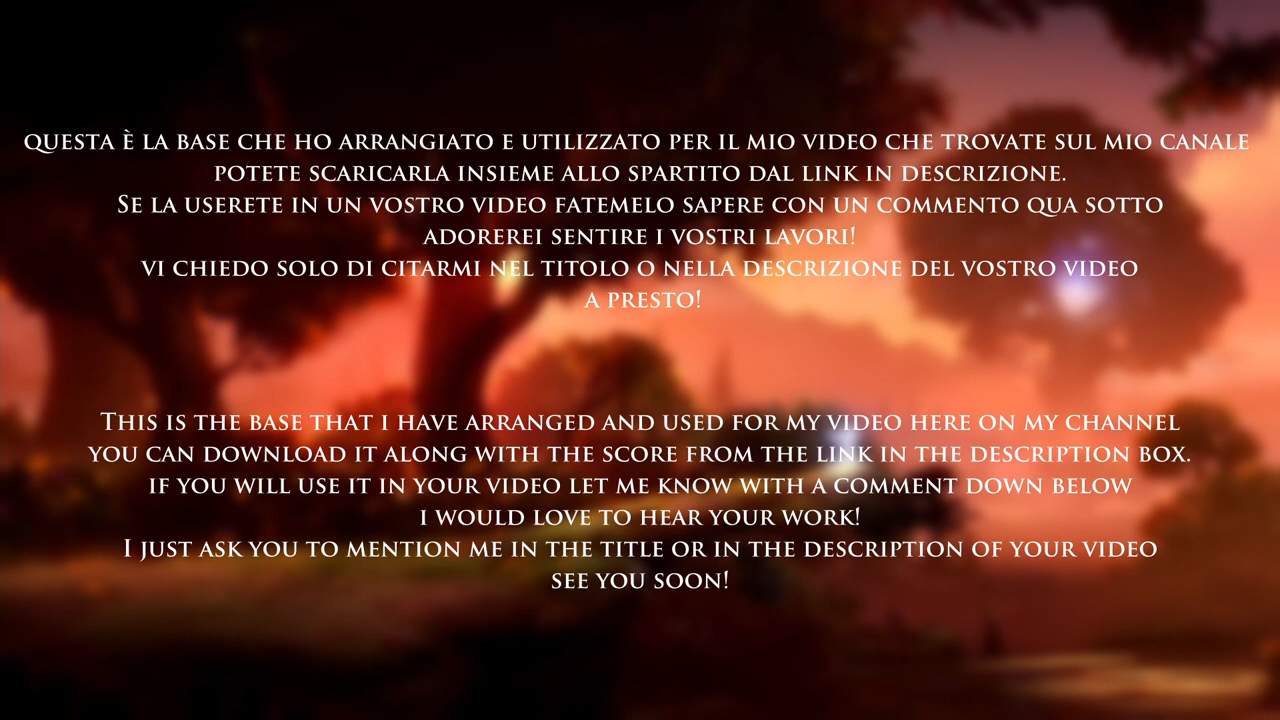 QUESTA È LA BASE CHE HO ARRANGIATO E UTILIZZATO PER IL MIO VIDEO CHE TROVATE SUL MIO CANALE
POTETE SCARICARLA INSIEME ALLO SPARTITO DAL LINK IN DESCRIZIONE.
SE LA USERETE IN UN VOSTRO VIDEO FATEMELO SAPERE CON UN COMMENTO QUA SOTTO
ADOREREI SENTIRE I VOSTRI LAVORI!
VI CHIEDO SOLO DI CITARMI NEL TITOLO O NELLA DESCRIZIONE DEL VOSTRO VIDEO
A PRESTO!
THIS IS THE BASE THAT I HAVE ARRANGED AND USED FOR MY VIDEO HERE ON MY CHANNEL
YOU CAN DOWNLOAD IT ALONG WITH THE SCORE FROM THE LINK IN THE DESCRIPTION BOX.
IF YOU WILL USE IT IN YOUR VIDEO LET ME KNOW WITH A COMMENT DOWN BELOW
I WOULD LOVE TO HEAR YOUR WORK!
I JUST ASK YOU TO MENTION ME IN THE TITLE OR IN THE DESCRIPTION OF YOUR VIDEO
SEE YOU SOON!